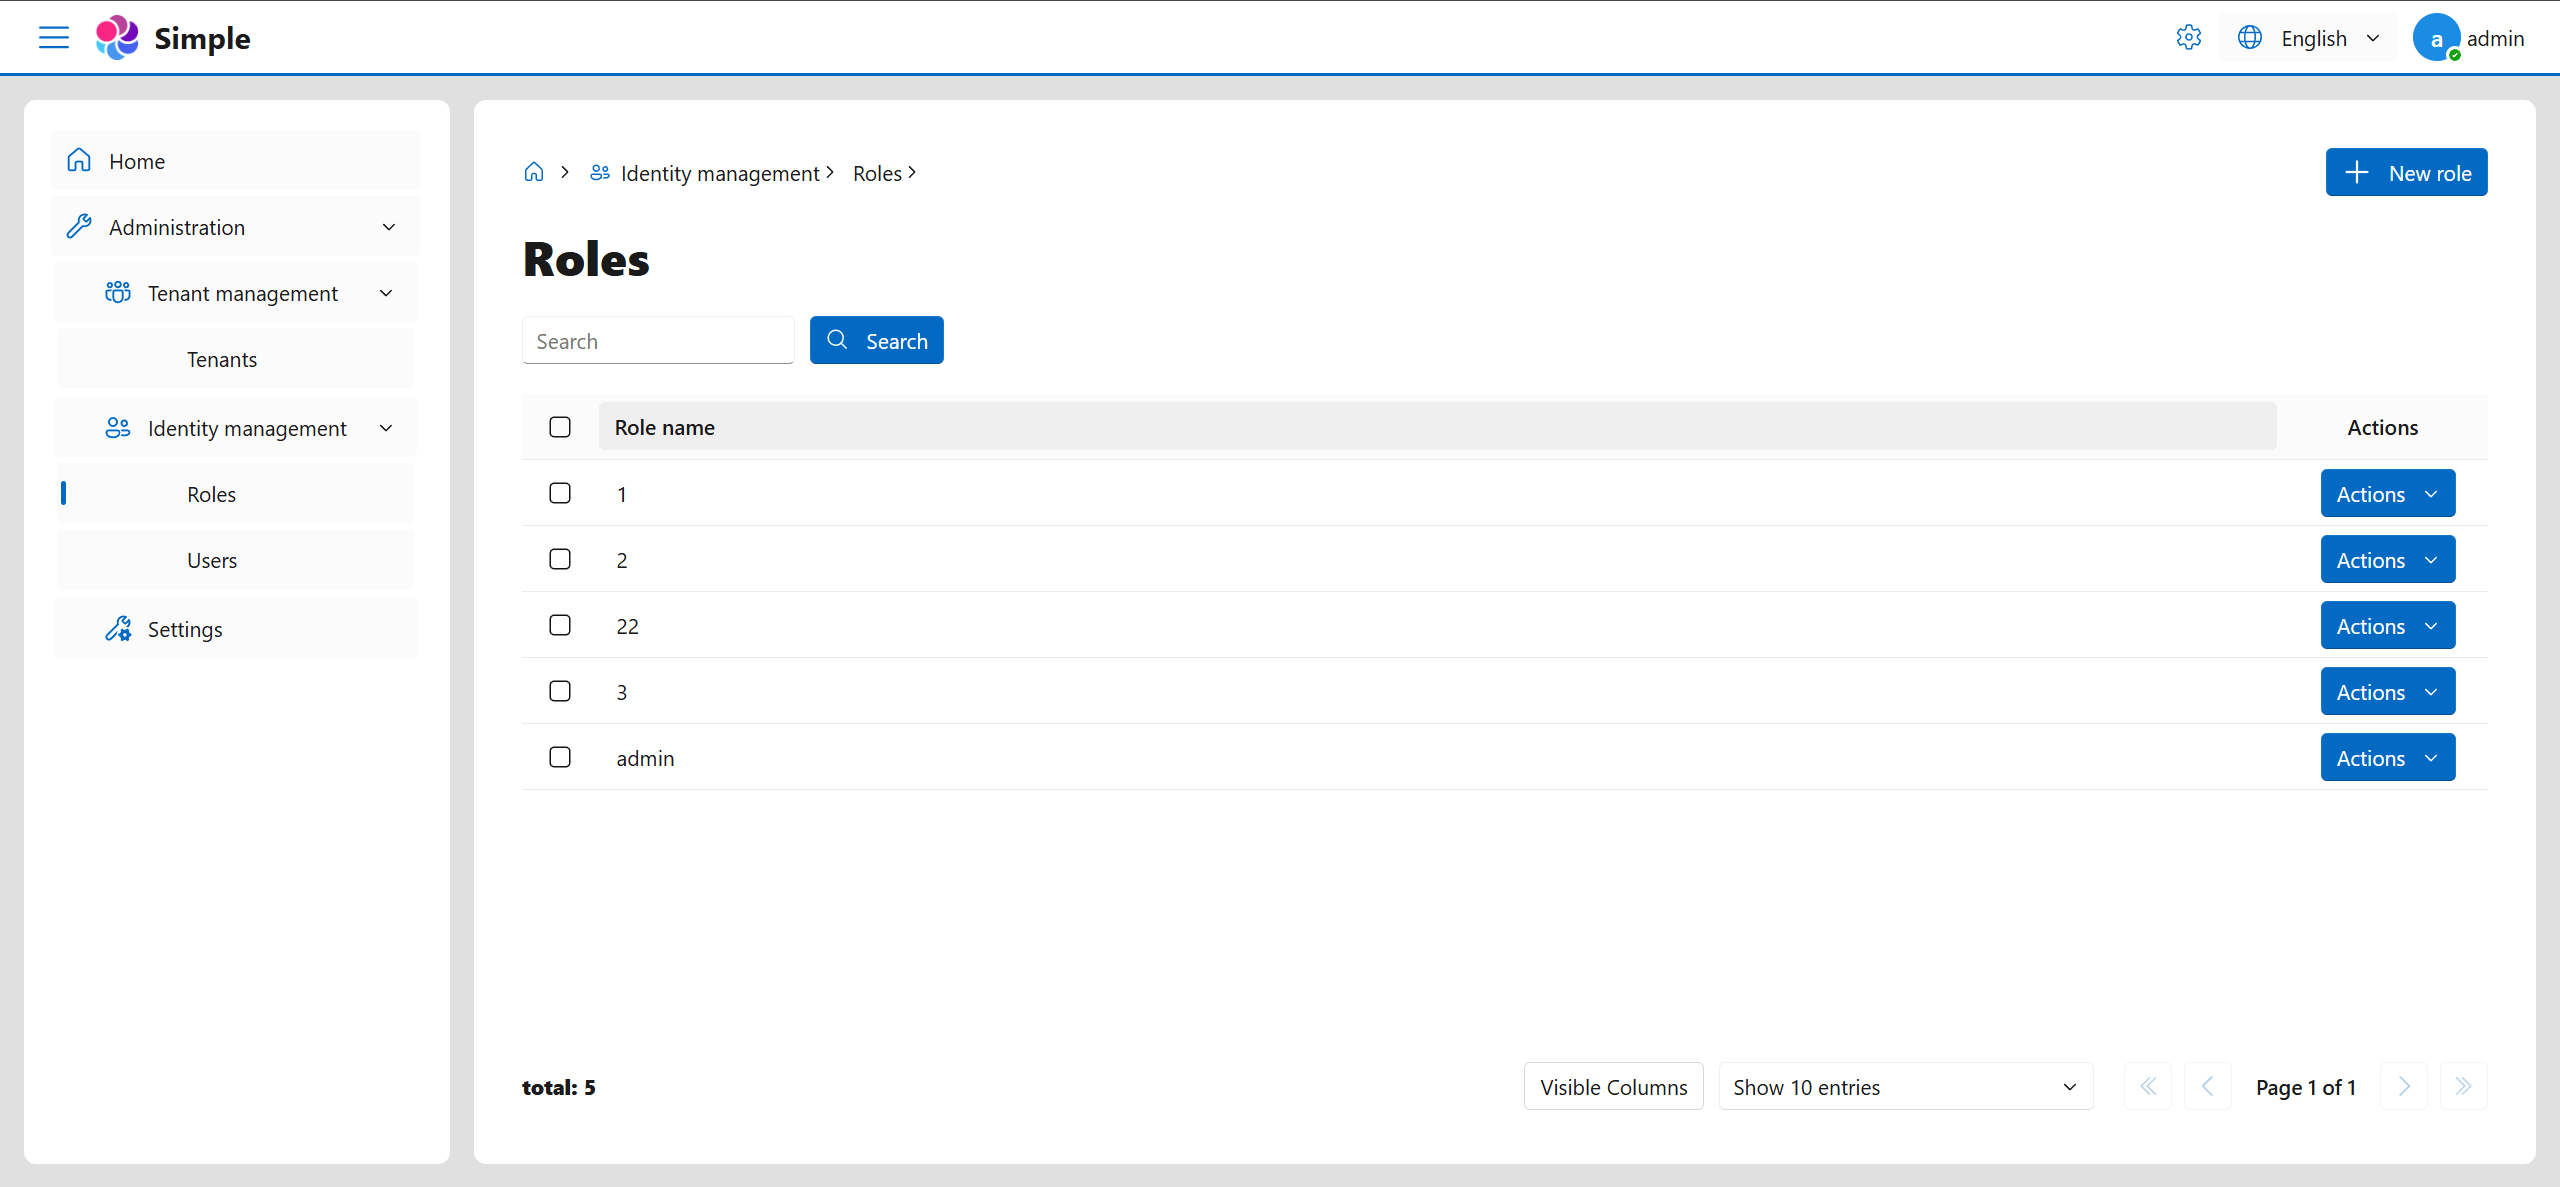 Simple
English
a
admin
Home
Administration
Tenant management
Tenants
Identity management
Roles
Users
Settings
Identity management
Roles
New role
Roles
Search
Search
Role name
Actions
1
Actions
2
Actions
22
Actions
3
Actions
admin
Actions
total: 5
Visible Columns
Show 10 entries
Page 1 of 1